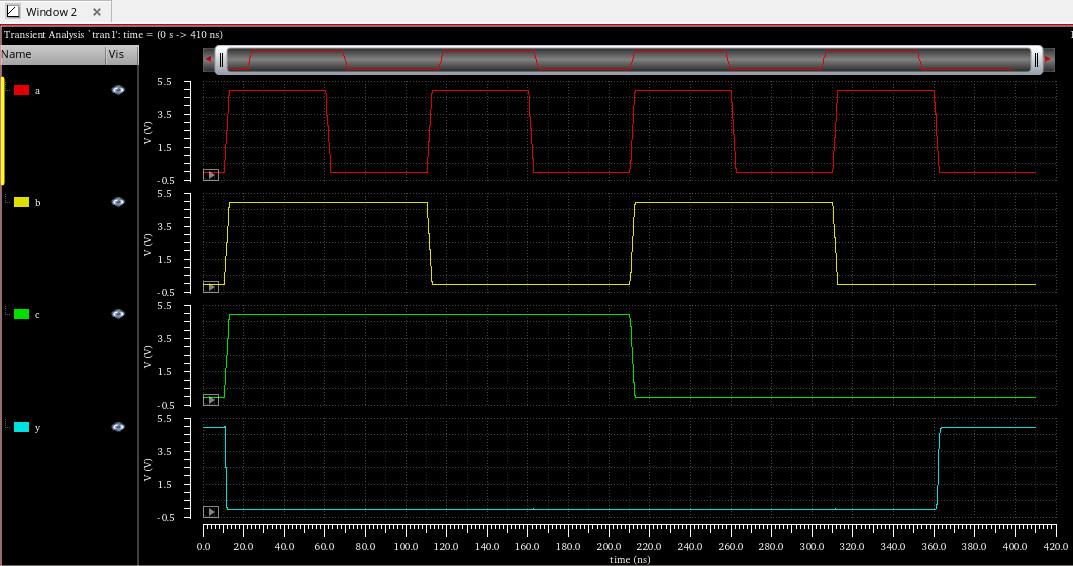 Window 2 ×
Transient Analysis `tran1': time = (0 s -> 410 ns)
Name Vis
a
5.5
3.5
1.5
-0.5
V (V)
b
5.5
3.5
1.5
-0.5
V (V)
c
5.5
3.5
1.5
-0.5
V (V)
y
5.5
3.5
1.5
-0.5
V (V)
0.0 20.0 40.0 60.0 80.0 100.0 120.0 140.0 160.0 180.0 200.0 220.0 240.0 260.0 280.0 300.0 320.0 340.0 360.0 380.0 400.0 420.0
time (ns)